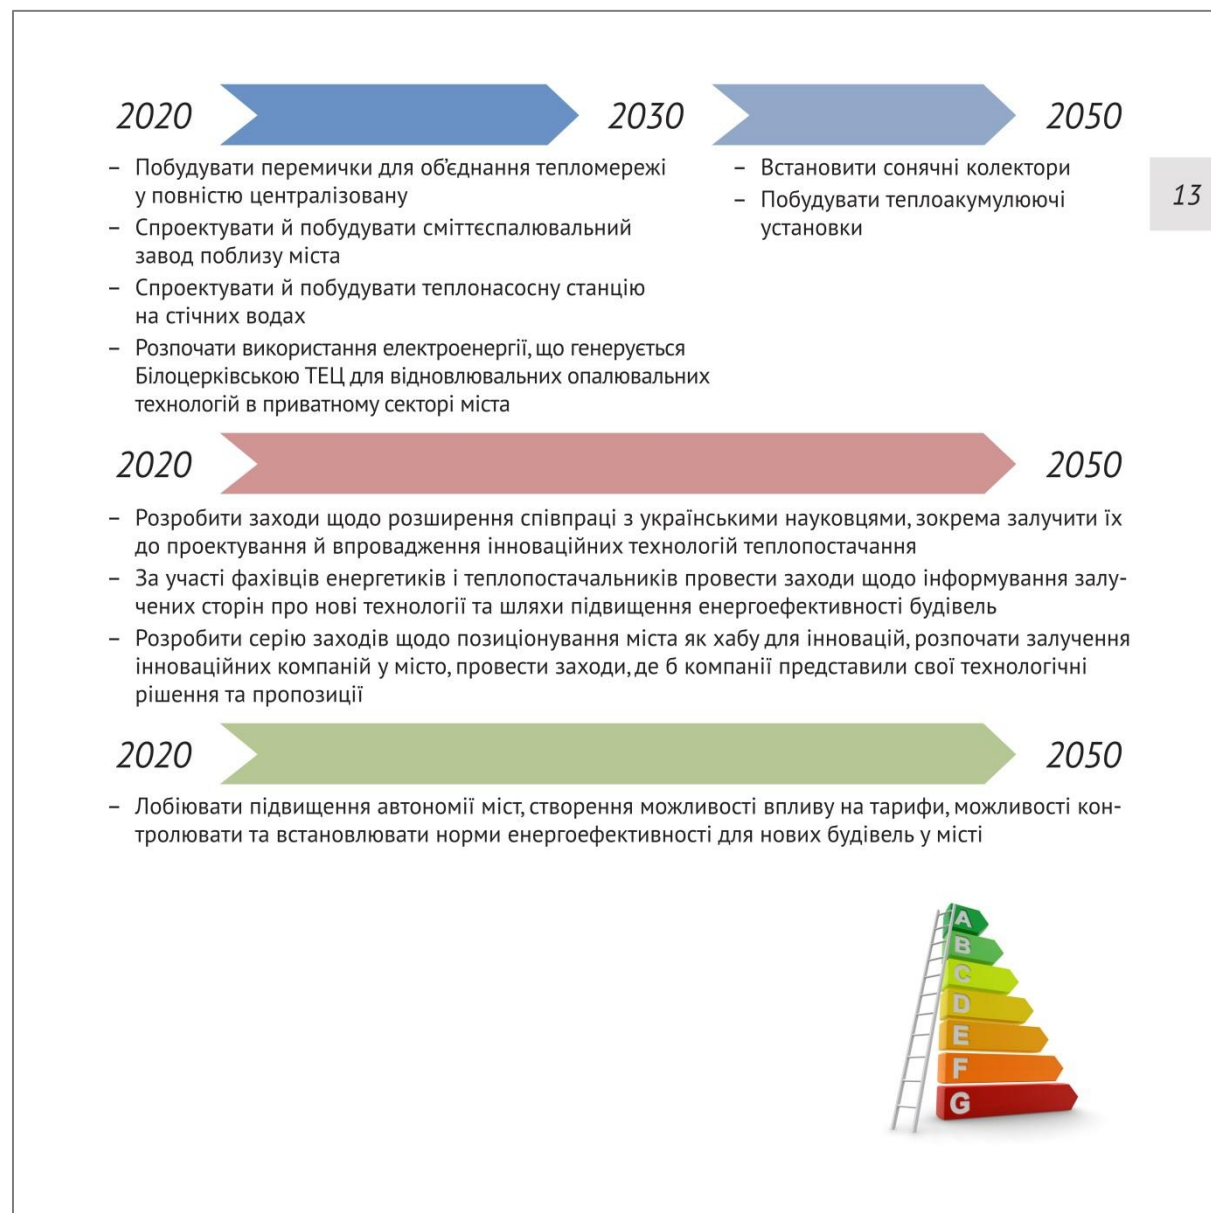 2020 2030 2050
– Побудувати перемички для об’єднання тепломережі
у повністю централізовану
– Спроектувати й побудувати сміттєспалювальний
завод поблизу міста
– Спроектувати й побудувати теплонасосну станцію
на стічних водах
– Розпочати використання електроенергії, що генерується
Білоцерківською ТЕЦ для відновлювальних опалювальних
технологій в приватному секторі міста
– Встановити сонячні колектори
– Побудувати теплоакумулюючі
установки
13
2020 2050
– Розробити заходи щодо розширення співпраці з українськими науковцями, зокрема залучити їх
до проектування й впровадження інноваційних технологій теплопостачання
– За участі фахівців енергетиків і теплопостачальників провести заходи щодо інформування залу-
чених сторін про нові технології та шляхи підвищення енергоефективності будівель
– Розробити серію заходів щодо позиціонування міста як хабу для інновацій, розпочати залучення
інноваційних компаній у місто, провести заходи, де б компанії представили свої технологічні
рішення та пропозиції
2020 2050
– Лобіювати підвищення автономії міст, створення можливості впливу на тарифи, можливості кон-
тролювати та встановлювати норми енергоефективності для нових будівель у місті
A
B
C
D
E
F
G